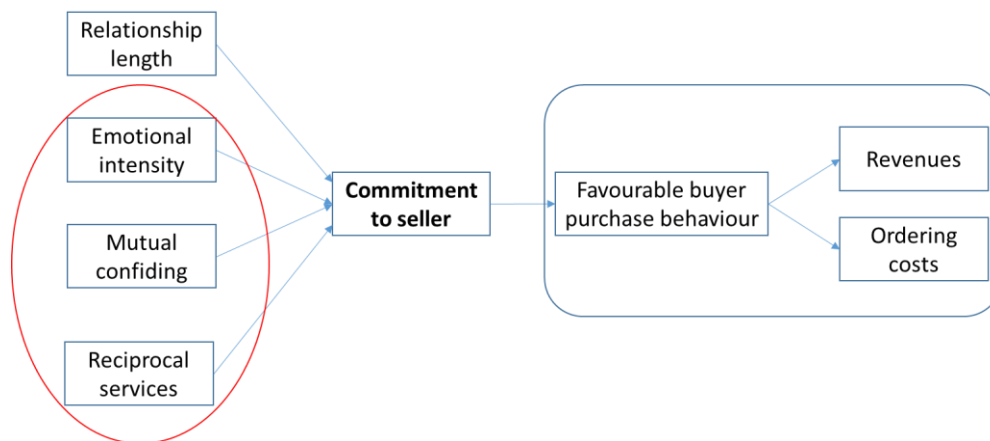 Relationship
length
Emotional
intensity
Mutual
confiding
Reciprocal
services
Commitment
to seller
Favourable buyer
purchase behaviour
Revenues
Ordering
costs